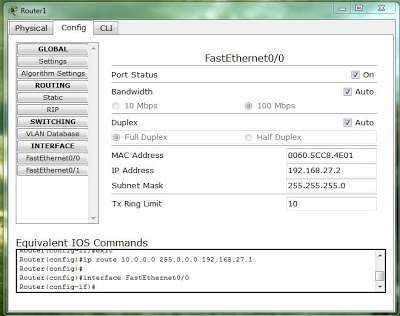 Router1
Physical Config CLI
GLOBAL
Settings
Algorithm Settings
ROUTING
Static
RIP
SWITCHING
VLAN Database
INTERFACE
FastEthernet0/0
FastEthernet0/1
FastEthernet0/0
Port Status On
Bandwidth Auto
10 Mbps 100 Mbps
Duplex Auto
Full Duplex Half Duplex
MAC Address 0060.5CC8.4E01
IP Address 192.168.27.2
Subnet Mask 255.255.255.0
Tx Ring Limit 10
Equivalent IOS Commands
Router(config-if)#exit
Router(config)#ip route 10.0.0.0 255.0.0.0 192.168.27.1
Router(config)#
Router(config)#interface FastEthernet0/0
Router(config-if)#